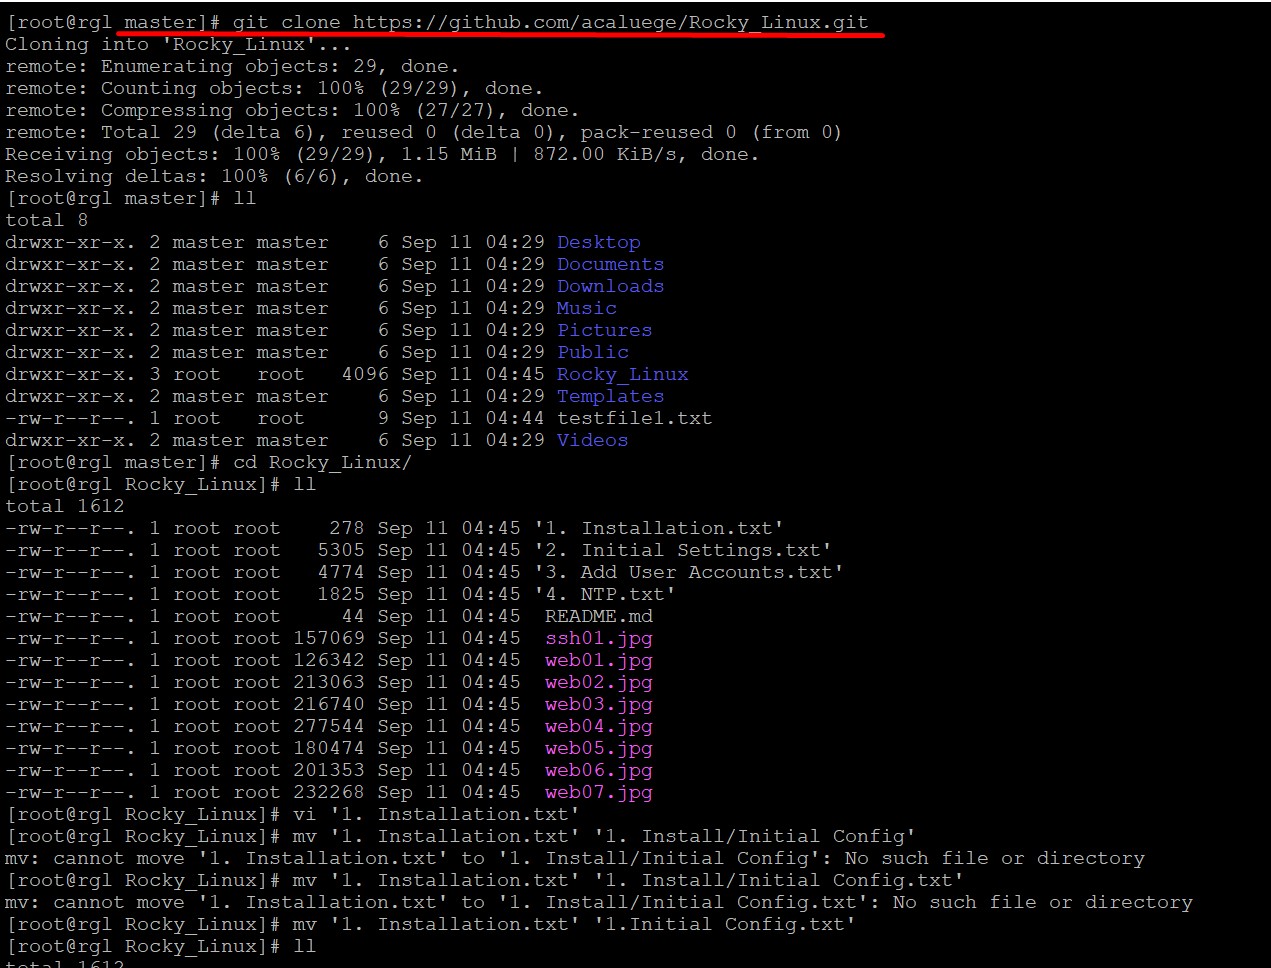 [root@rgl master]# git clone https://github.com/acaluege/Rocky_Linux.git
Cloning into 'Rocky_Linux'...
remote: Enumerating objects: 29, done.
remote: Counting objects: 100% (29/29), done.
remote: Compressing objects: 100% (27/27), done.
remote: Total 29 (delta 6), reused 0 (delta 0), pack-reused 0 (from 0)
Receiving objects: 100% (29/29), 1.15 MiB | 872.00 KiB/s, done.
Resolving deltas: 100% (6/6), done.
[root@rgl master]# ll
total 8
drwxr-xr-x. 2 master master    6 Sep 11 04:29 Desktop
drwxr-xr-x. 2 master master    6 Sep 11 04:29 Documents
drwxr-xr-x. 2 master master    6 Sep 11 04:29 Downloads
drwxr-xr-x. 2 master master    6 Sep 11 04:29 Music
drwxr-xr-x. 2 master master    6 Sep 11 04:29 Pictures
drwxr-xr-x. 2 master master    6 Sep 11 04:29 Public
drwxr-xr-x. 3 root   root   4096 Sep 11 04:45 Rocky_Linux
drwxr-xr-x. 2 master master    6 Sep 11 04:29 Templates
-rw-r--r--. 1 root   root      9 Sep 11 04:44 testfile1.txt
drwxr-xr-x. 2 master master    6 Sep 11 04:29 Videos
[root@rgl master]# cd Rocky_Linux/
[root@rgl Rocky_Linux]# ll
total 1612
-rw-r--r--. 1 root root    278 Sep 11 04:45 '1. Installation.txt'
-rw-r--r--. 1 root root   5305 Sep 11 04:45 '2. Initial Settings.txt'
-rw-r--r--. 1 root root   4774 Sep 11 04:45 '3. Add User Accounts.txt'
-rw-r--r--. 1 root root   1825 Sep 11 04:45 '4. NTP.txt'
-rw-r--r--. 1 root root     44 Sep 11 04:45  README.md
-rw-r--r--. 1 root root 157069 Sep 11 04:45  ssh01.jpg
-rw-r--r--. 1 root root 126342 Sep 11 04:45  web01.jpg
-rw-r--r--. 1 root root 213063 Sep 11 04:45  web02.jpg
-rw-r--r--. 1 root root 216740 Sep 11 04:45  web03.jpg
-rw-r--r--. 1 root root 277544 Sep 11 04:45  web04.jpg
-rw-r--r--. 1 root root 180474 Sep 11 04:45  web05.jpg
-rw-r--r--. 1 root root 201353 Sep 11 04:45  web06.jpg
-rw-r--r--. 1 root root 232268 Sep 11 04:45  web07.jpg
[root@rgl Rocky_Linux]# vi '1. Installation.txt'
[root@rgl Rocky_Linux]# mv '1. Installation.txt' '1. Install/Initial Config'
mv: cannot move '1. Installation.txt' to '1. Install/Initial Config': No such file or directory
[root@rgl Rocky_Linux]# mv '1. Installation.txt' '1. Install/Initial Config.txt'
mv: cannot move '1. Installation.txt' to '1. Install/Initial Config.txt': No such file or directory
[root@rgl Rocky_Linux]# mv '1. Installation.txt' '1.Initial Config.txt'
[root@rgl Rocky_Linux]# ll
total 1612